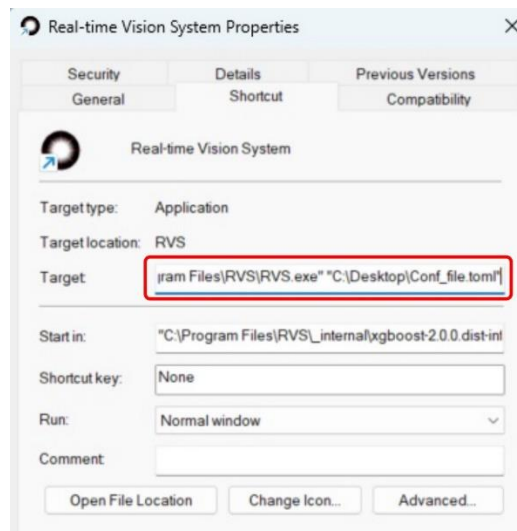 Real-time Vision System Properties
Security Details Previous Versions
General Shortcut Compatibility
Real-time Vision System
Target type: Application
Target location: RVS
Target: ıram Files\RVS\RVS.exe" "C:\Desktop\Conf_file.toml"
Start in: "C:\Program Files\RVS\_internal\xgboost-2.0.0.dist-inf
Shortcut key: None
Run: Normal window
Comment:
Open File Location Change Icon... Advanced...